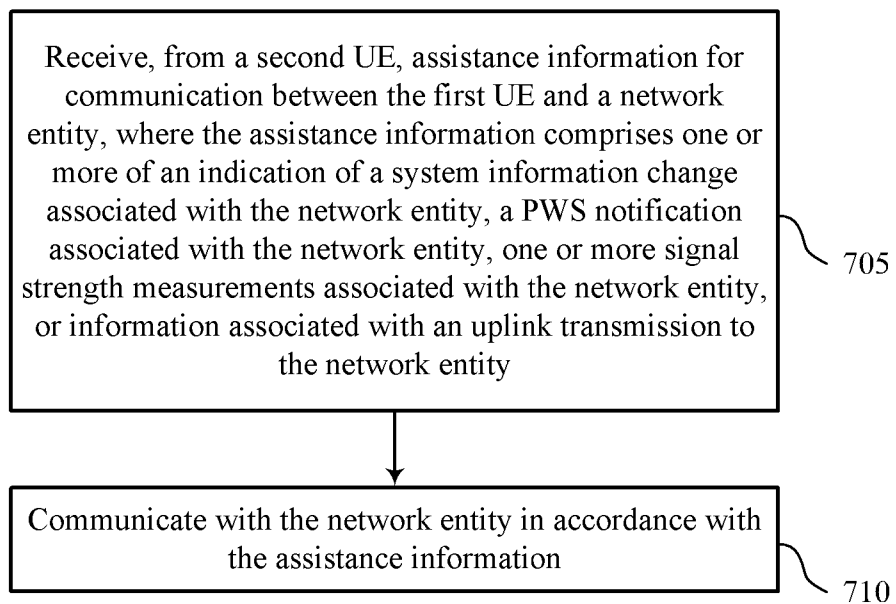 Receive, from a second UE, assistance information for
communication between the first UE and a network
entity, where the assistance information comprises one or
more of an indication of a system information change
associated with the network entity, a PWS notification
associated with the network entity, one or more signal
strength measurements associated with the network entity,
or information associated with an uplink transmission to
the network entity
705
Communicate with the network entity in accordance with
the assistance information
710